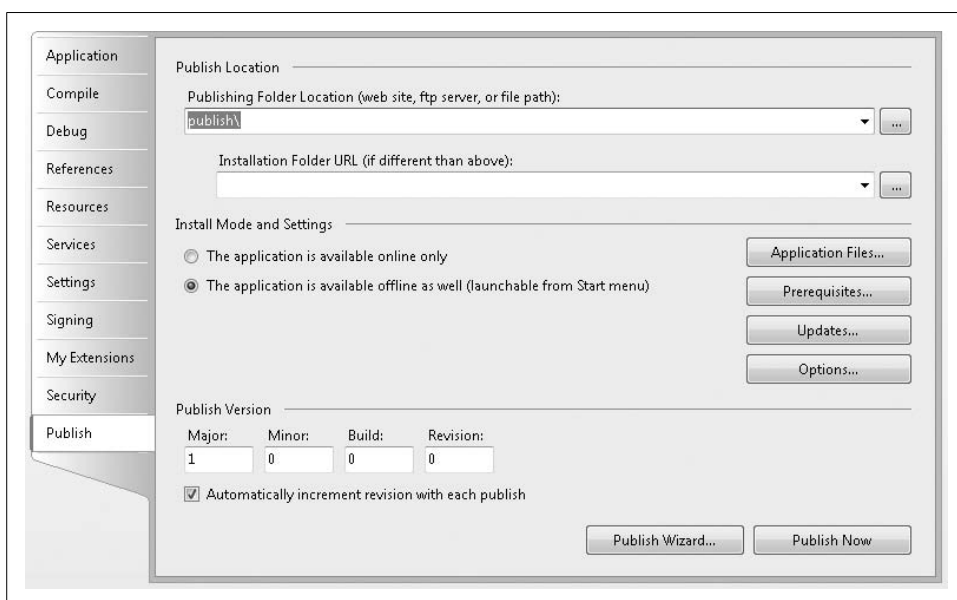 Application
Compile
Debug
References
Resources
Services
Settings
Signing
My Extensions
Security
Publish
Publish Location
Publishing Folder Location (web site, ftp server, or file path):
publish\
...
Installation Folder URL (if different than above):
...
Install Mode and Settings
The application is available online only
The application is available offline as well (launchable from Start menu)
Application Files...
Prerequisites...
Updates...
Options...
Publish Version
Major: Minor: Build: Revision:
1 0 0 0
Automatically increment revision with each publish
Publish Wizard... Publish Now